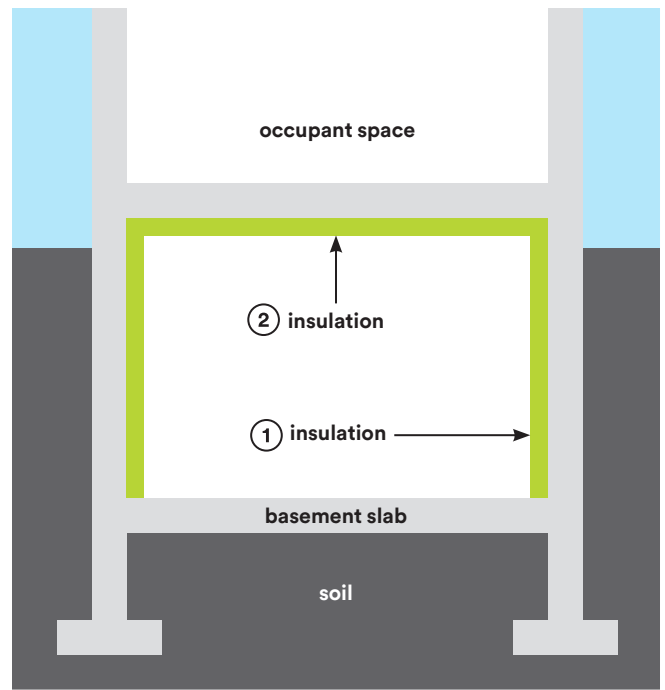 occupant space
2 insulation
1 insulation
basement slab
soil